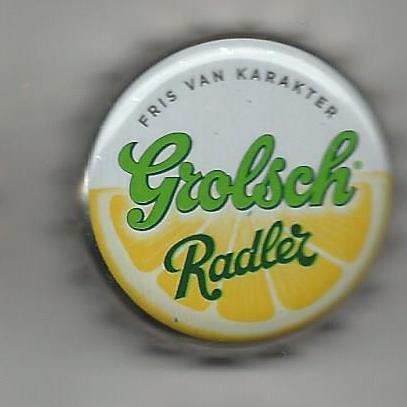 FRIS VAN KARAKTER
Grolsch
Radler